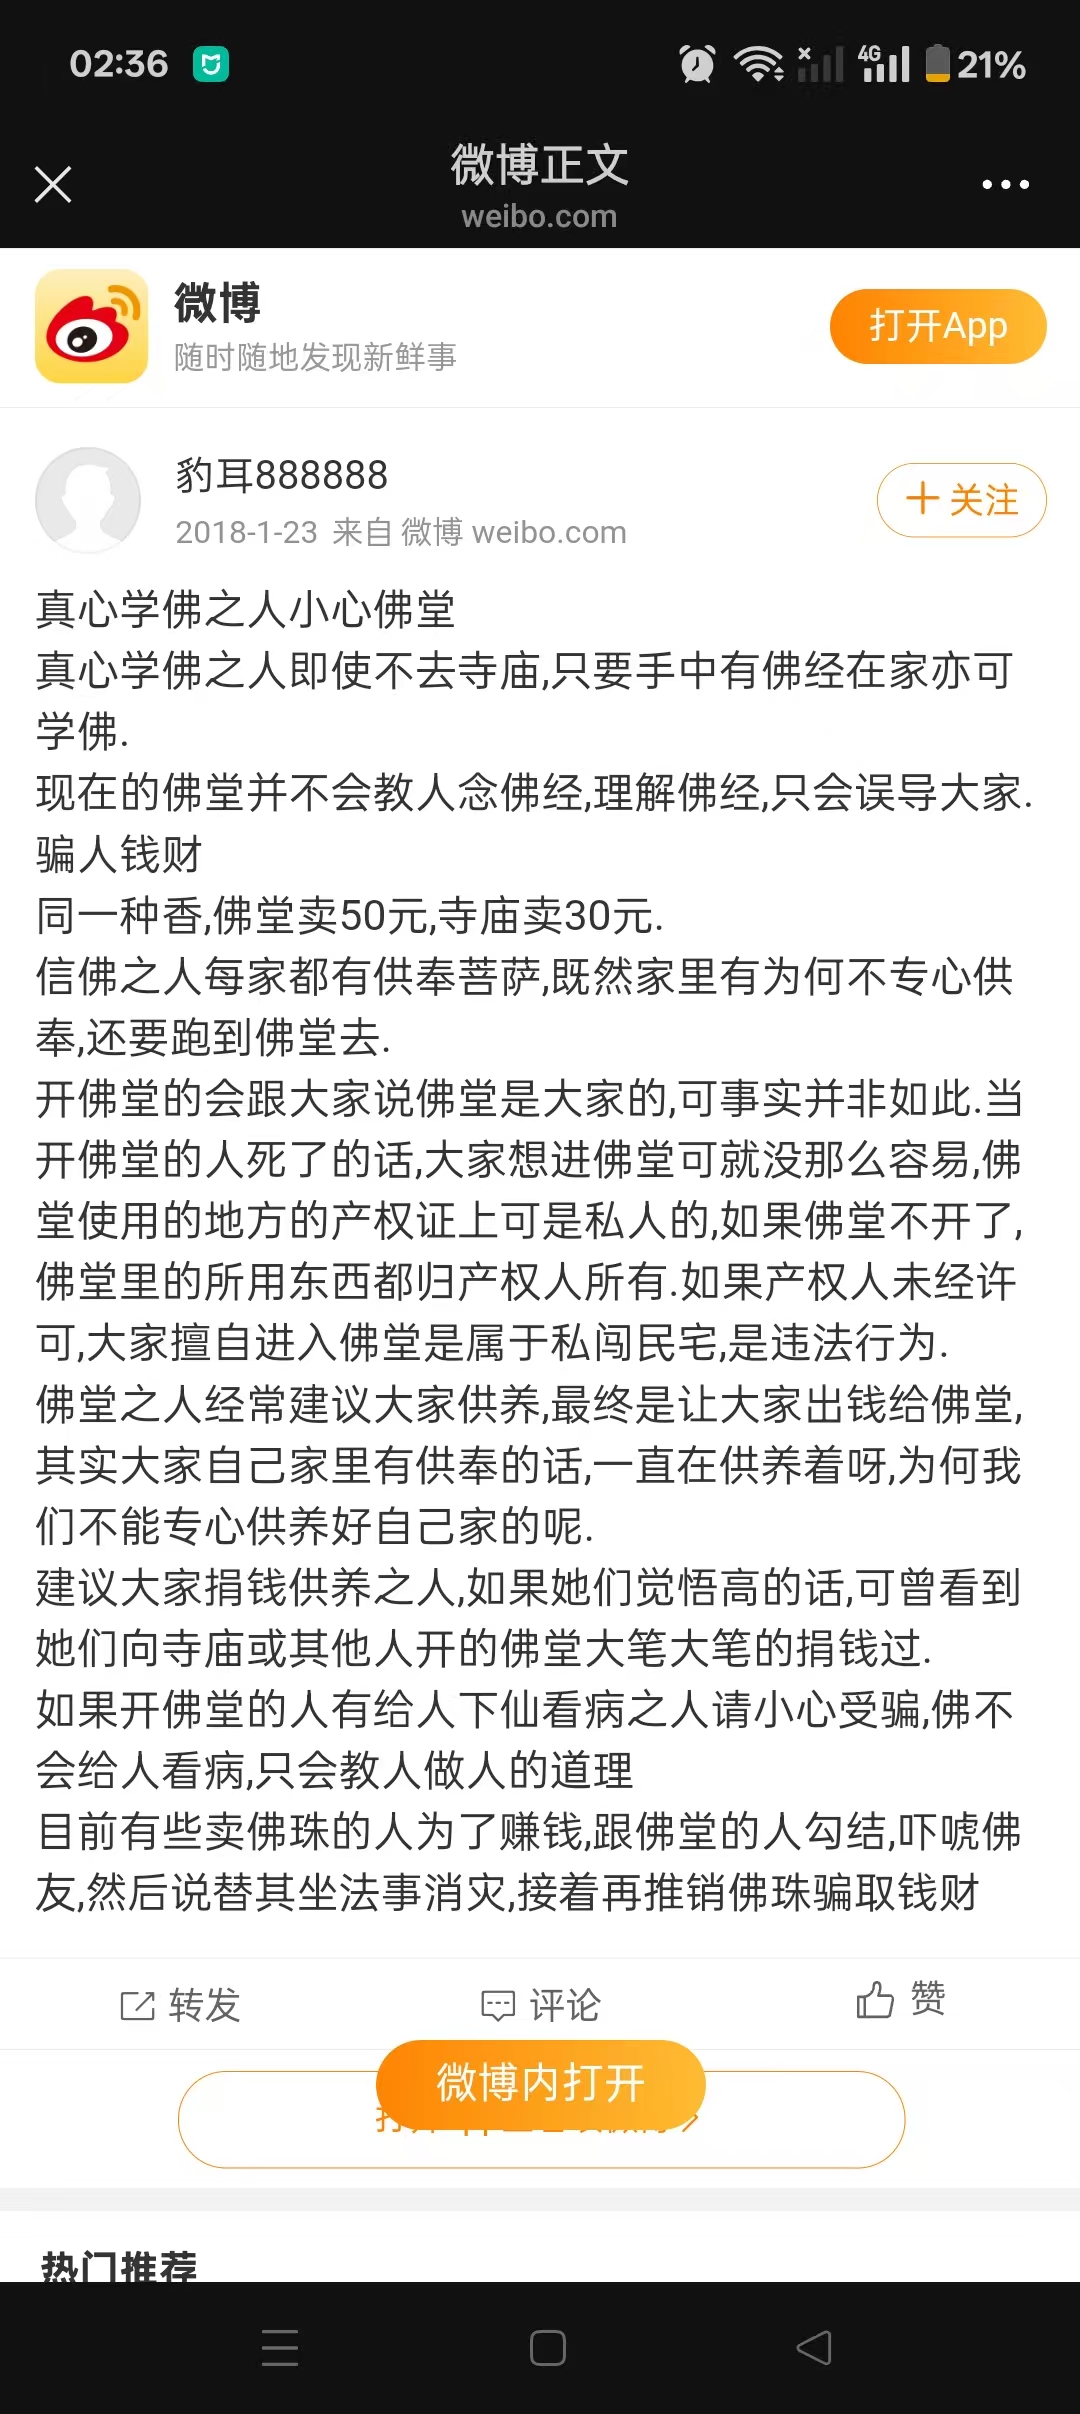 02:36
4G
21%
微博正文
weibo.com
微博
随时随地发现新鲜事
打开App
豹耳888888
2018-1-23 来自 微博 weibo.com
+关注
真心学佛之人小心佛堂
真心学佛之人即使不去寺庙,只要手中有佛经在家亦可
学佛.
现在的佛堂并不会教人念佛经,理解佛经,只会误导大家.
骗人钱财
同一种香,佛堂卖50元,寺庙卖30元.
信佛之人每家都有供奉菩萨,既然家里有为何不专心供
奉,还要跑到佛堂去.
开佛堂的会跟大家说佛堂是大家的,可事实并非如此.当
开佛堂的人死了的话,大家想进佛堂可就没那么容易,佛
堂使用的地方的产权证上可是私人的,如果佛堂不开了,
佛堂里的所用东西都归产权人所有.如果产权人未经许
可,大家擅自进入佛堂是属于私闯民宅,是违法行为.
佛堂之人经常建议大家供养,最终是让大家出钱给佛堂,
其实大家自己家里有供奉的话,一直在供养着呀,为何我
们不能专心供养好自己家的呢.
建议大家捐钱供养之人,如果她们觉悟高的话,可曾看到
她们向寺庙或其他人开的佛堂大笔大笔的捐钱过.
如果开佛堂的人有给人下仙看病之人请小心受骗,佛不
会给人看病,只会教人做人的道理
目前有些卖佛珠的人为了赚钱,跟佛堂的人勾结,吓唬佛
友,然后说替其坐法事消灾,接着再推销佛珠骗取钱财
转发
评论
赞
微博内打开
热门推荐